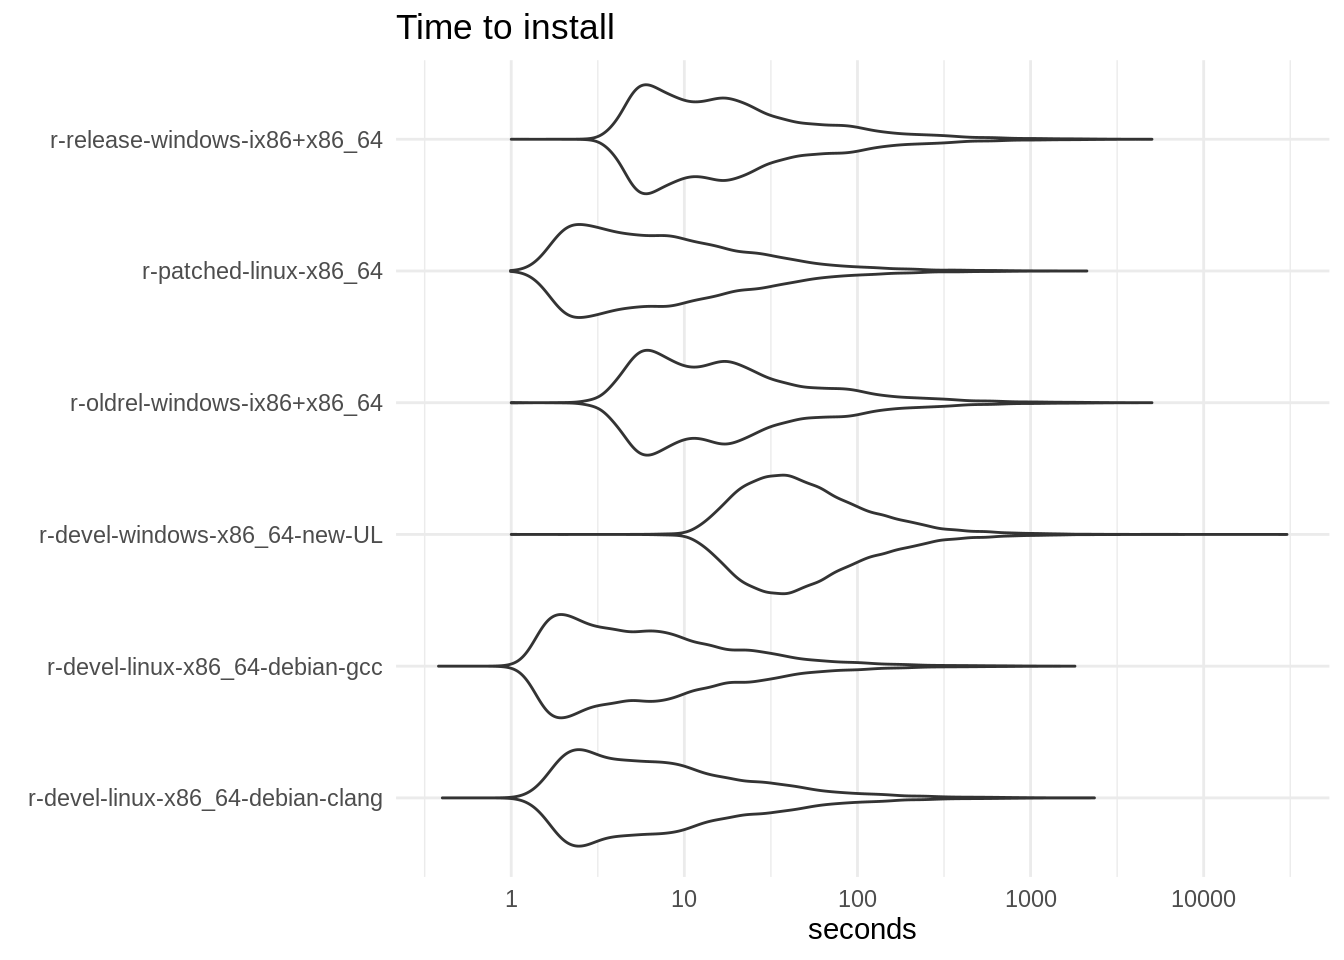 Time to install
r-release-windows-ix86+x86_64
r-patched-linux-x86_64
r-oldrel-windows-ix86+x86_64
r-devel-windows-x86_64-new-UL
r-devel-linux-x86_64-debian-gcc
r-devel-linux-x86_64-debian-clang
1 10 100 1000 10000
seconds